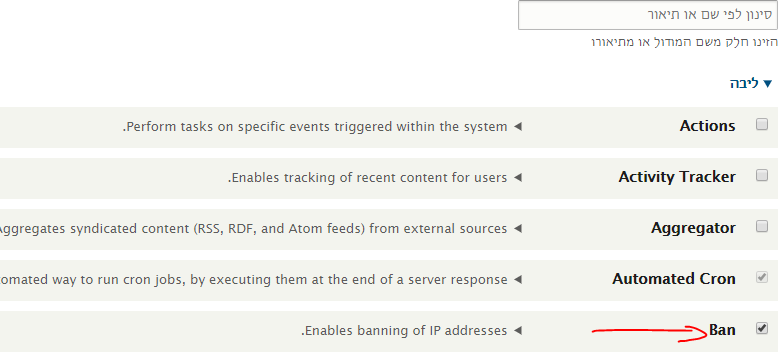 סינון לפי שם או תיאור
הזינו חלק משם המודול או מתיאורו
▼ ליבה
Actions ◀ Perform tasks on specific events triggered within the system.
Activity Tracker ◀ Enables tracking of recent content for users.
Aggregator ◀ Aggregates syndicated content (RSS, RDF, and Atom feeds) from external sources
Automated Cron ◀ way to run cron jobs, by executing them at the end of a server response
Ban ◀ Enables banning of IP addresses.